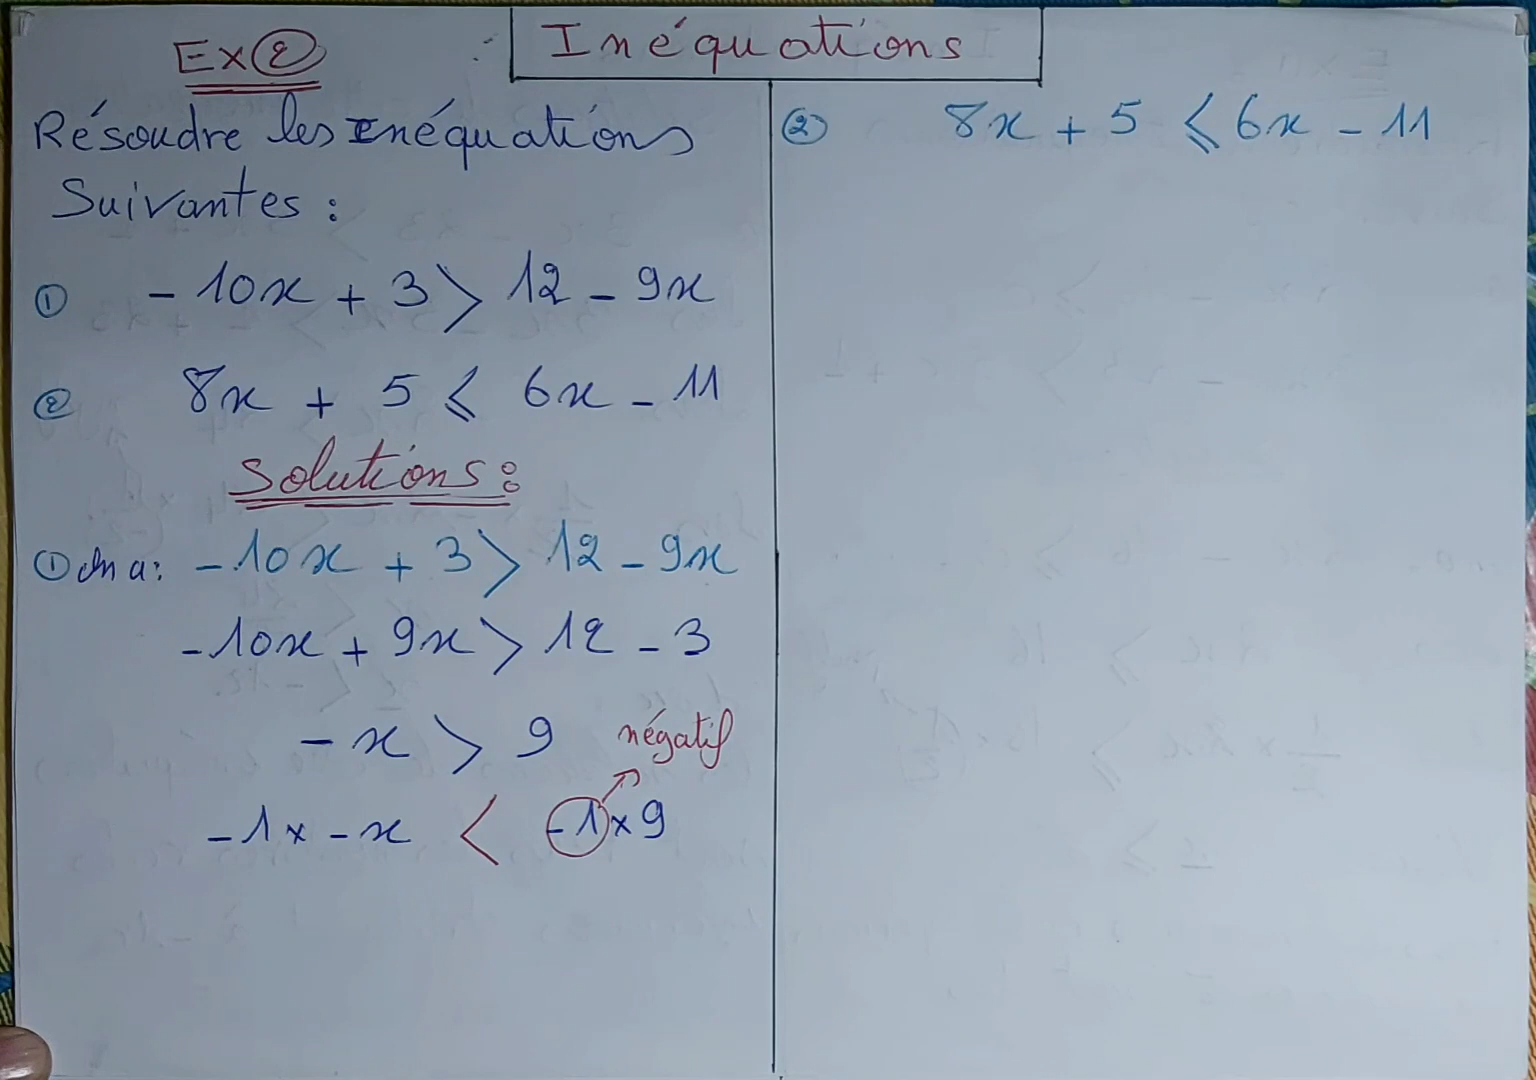 Inéquations
Ex②
Résoudre les Inéquations
Suivantes :
① - 10x + 3 > 12 - 9x
② 8x + 5 ⩽ 6x - 11
Solutions :
① On a : - 10x + 3 > 12 - 9x
- 10x + 9x > 12 - 3
- x > 9 négatif
- 1 × - x < - 1 × 9
② 8x + 5 ⩽ 6x - 11